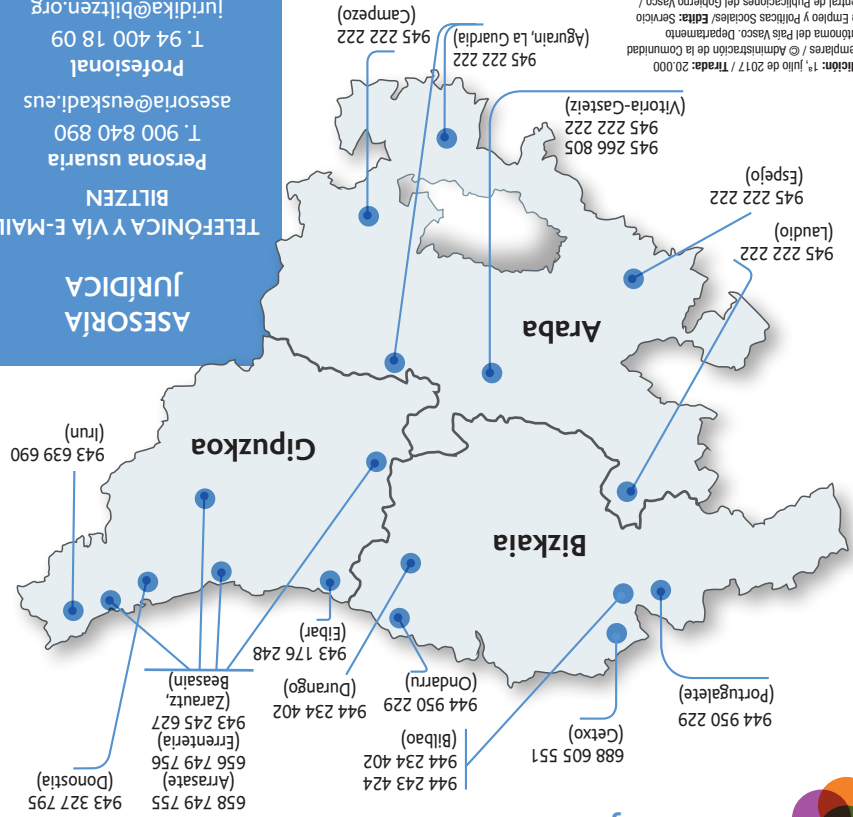 944 950 229
(Portugalete)
688 605 551
(Getxo)
944 243 424
944 234 402
(Bilbao)
944 950 229
(Ondarru)
944 234 402
(Durango)
943 176 248
(Eibar)
658 749 755
(Arrasate)
656 749 756
(Errenteria)
943 245 627
(Zarautz,
Beassain)
943 327 795
(Donostia)
943 639 690
(Irun)
Bizkaia
Gipuzkoa
Araba
945 222 222
(Laudio)
945 222 222
(Espejo)
945 266 805
945 222 222
(Vitoria-Gasteiz)
945 222 222
(Agurain, La Guardia)
945 222 222
(Campezo)
ASESORÍA
JURÍDICA
TELEFÓNICA Y VÍA E-MAIL
BILTZEN
Persona usuaria
T. 900 840 890
asesoria@euskadi.eus
Profesional
T. 94 400 18 09
juridika@biltzen.org
dición: 1ª, julio de 2017 / Tirada: 20.000
emplares / © Administración de la Comunidad
utónoma del País Vasco. Departamento
e Empleo y Políticas Sociales/ Edita: Servicio
entral de Publicaciones del Gobierno Vasco /